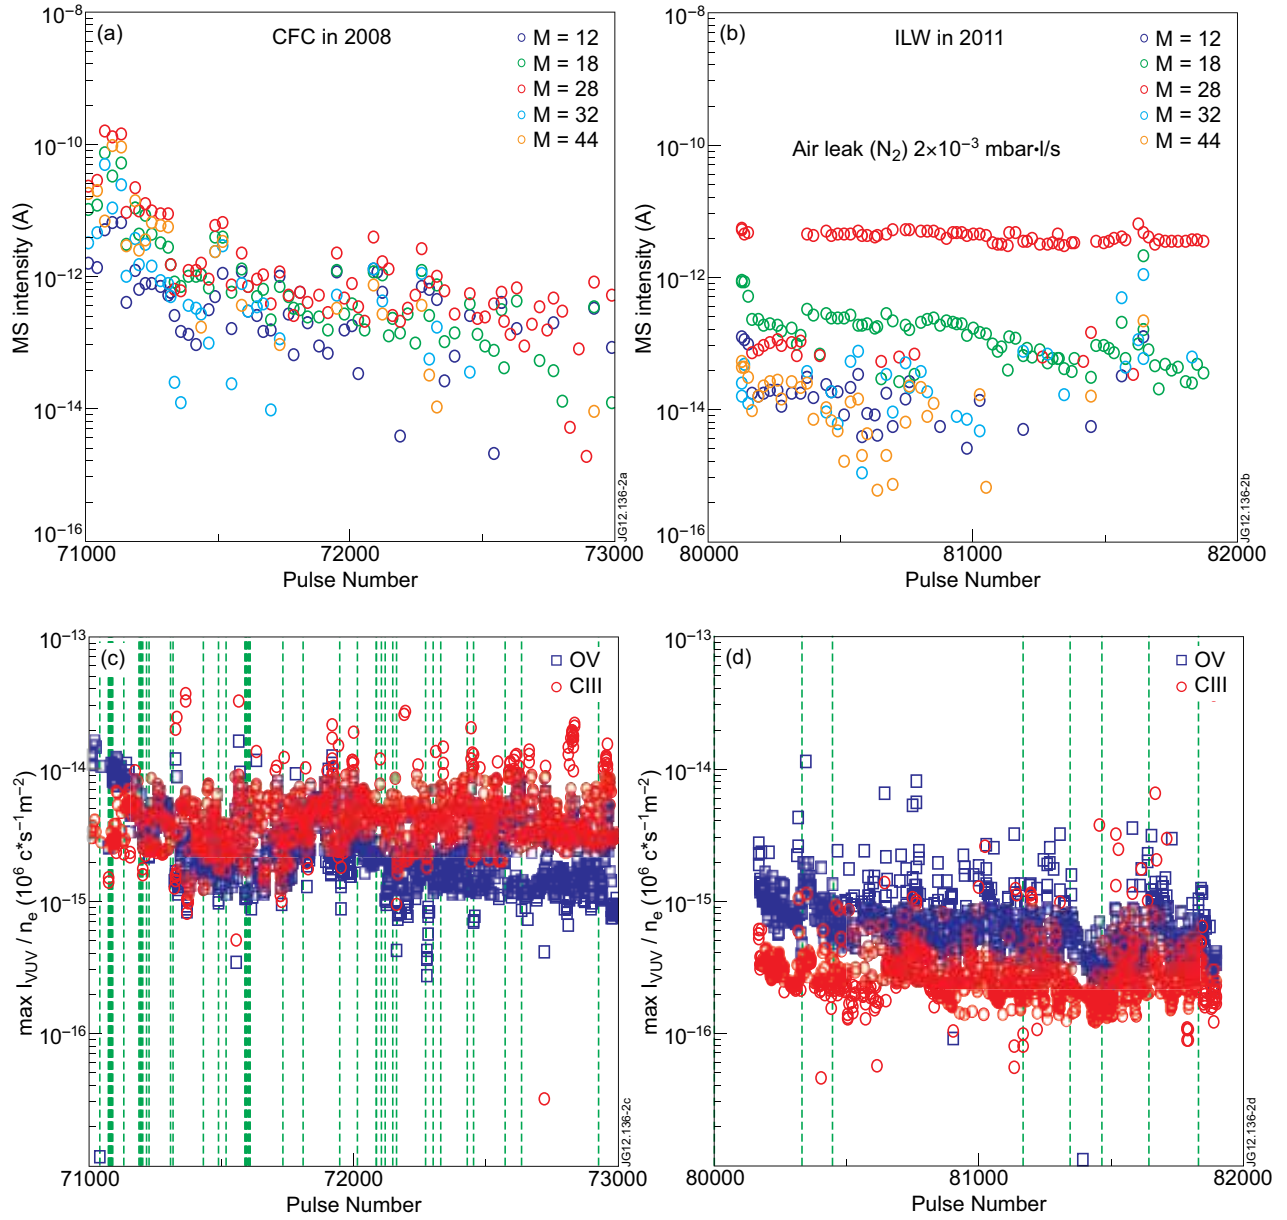 (a)
CFC in 2008
M = 12
M = 18
M = 28
M = 32
M = 44
10⁻⁸
10⁻¹⁰
10⁻¹²
10⁻¹⁴
10⁻¹⁶
MS intensity (A)
71000
72000
73000
Pulse Number
JG12.136-2a
(b)
ILW in 2011
M = 12
M = 18
M = 28
M = 32
M = 44
Air leak (N₂) 2×10⁻³ mbar•l/s
10⁻⁸
10⁻¹⁰
10⁻¹²
10⁻¹⁴
10⁻¹⁶
MS intensity (A)
80000
81000
82000
Pulse Number
JG12.136-2b
(c)
OV
CIII
10⁻¹³
10⁻¹⁴
10⁻¹⁵
10⁻¹⁶
max I_VUV / nₑ (10⁶ c*s⁻¹m⁻²)
71000
72000
73000
Pulse Number
JG12.136-2c
(d)
OV
CIII
10⁻¹³
10⁻¹⁴
10⁻¹⁵
10⁻¹⁶
max I_VUV / nₑ (10⁶ c*s⁻¹m⁻²)
80000
81000
82000
Pulse Number
JG12.136-2d